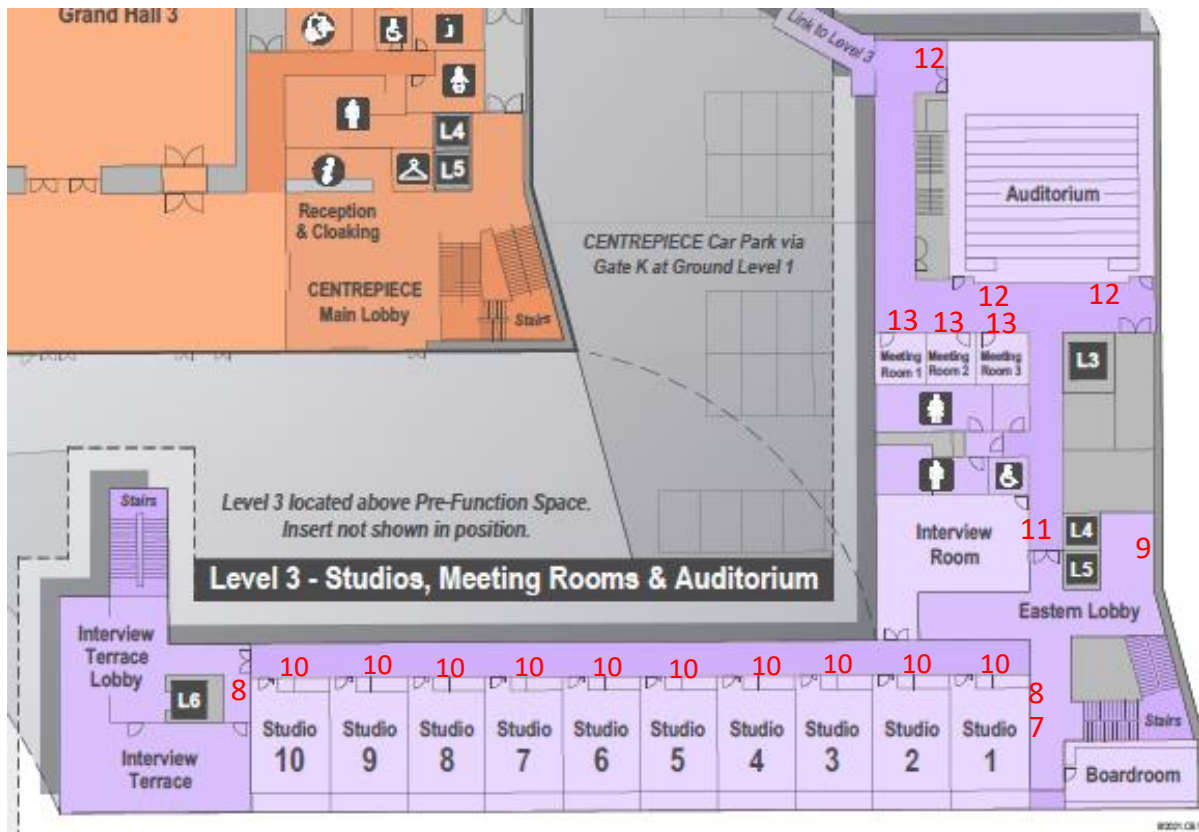 Grand Hall 3
Link to Level 3
12
L4
L5
Auditorium
Reception
& Cloaking
CENTREPIECE Car Park via
Gate K at Ground Level 1
CENTREPIECE
Main Lobby
Stairs
12
12
13
13
13
Meeting
Room 1
Meeting
Room 2
Meeting
Room 3
L3
Stairs
Level 3 located above Pre-Function Space.
Insert not shown in position.
Interview
Room
11
L4
9
L5
Level 3 - Studios, Meeting Rooms & Auditorium
Eastern Lobby
Interview
Terrace
Lobby
L6
8
10
10
10
10
10
10
10
10
10
10
8
7
Studio
10
Studio
9
Studio
8
Studio
7
Studio
6
Studio
5
Studio
4
Studio
3
Studio
2
Studio
1
Stairs
Interview
Terrace
Boardroom